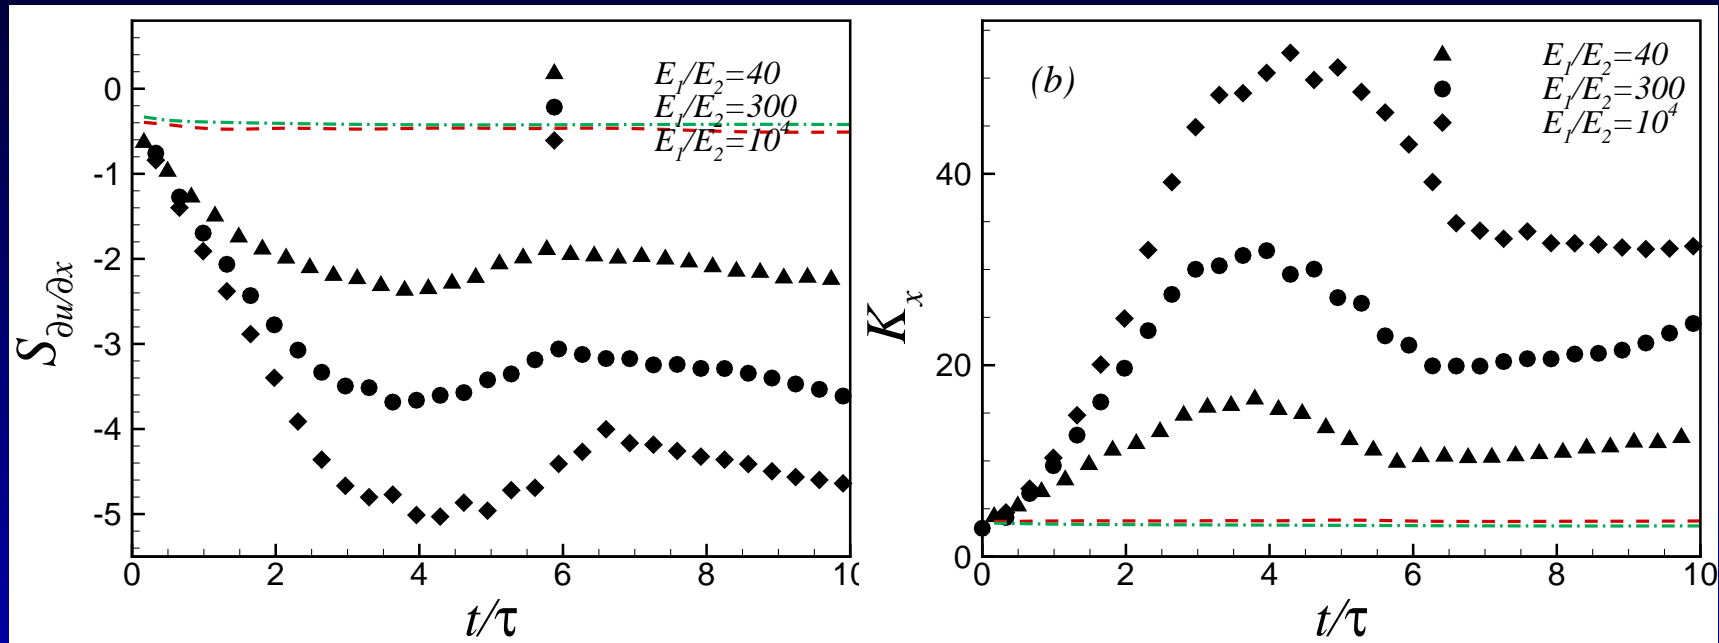 0
-1
-2
-3
-4
-5
S∂u/∂x
E1/E2=40
E1/E2=300
E1/E2=10^4
0 2 4 6 8 10
t/τ
(b)
40
20
0
Kx
E1/E2=40
E1/E2=300
E1/E2=10^4
0 2 4 6 8 10
t/τ